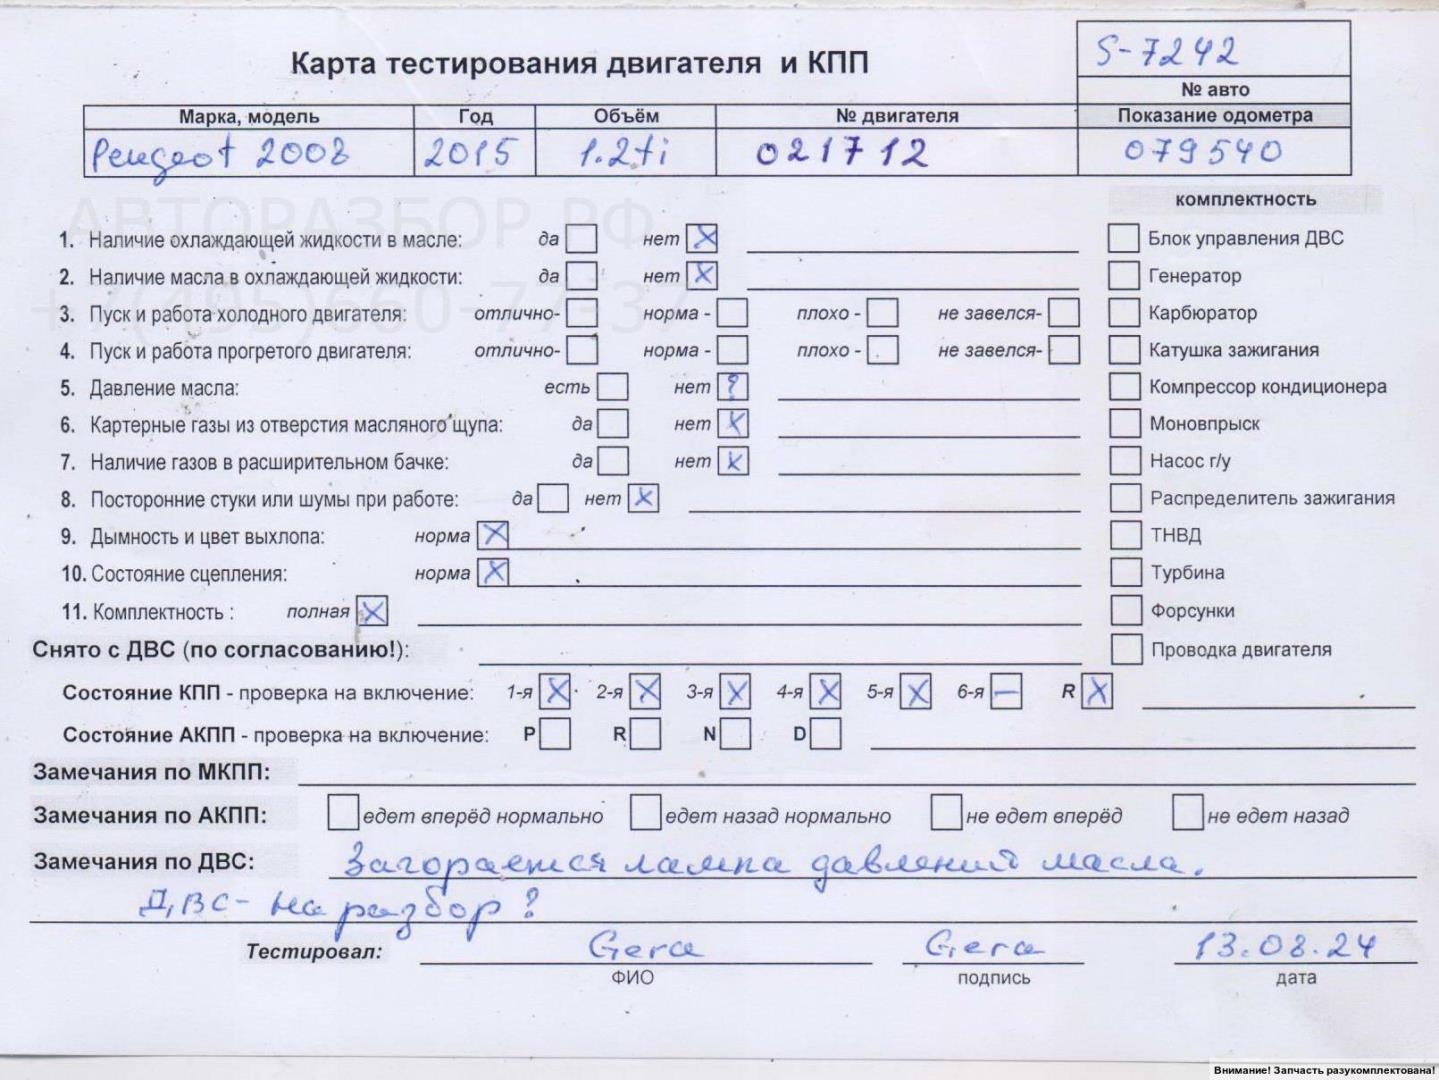 S-7242
Карта тестирования двигателя и КПП
№ авто
Марка, модель Год Объём № двигателя Показание одометра
Peugeot 2008 2015 1.2ti 021712 079540
АВТОРАЗБОР.РФ
+7(495)660-77-37
комплектность
1. Наличие охлаждающей жидкости в масле: да нет X Блок управления ДВС
2. Наличие масла в охлаждающей жидкости: да нет X Генератор
3. Пуск и работа холодного двигателя: отлично- норма - плохо - не завелся- Карбюратор
4. Пуск и работа прогретого двигателя: отлично- норма - плохо - не завелся- Катушка зажигания
5. Давление масла: есть нет ? Компрессор кондиционера
6. Картерные газы из отверстия масляного щупа: да нет X Моновпрыск
7. Наличие газов в расширительном бачке: да нет X Насос г/у
8. Посторонние стуки или шумы при работе: да нет X Распределитель зажигания
9. Дымность и цвет выхлопа: норма X ТНВД
10. Состояние сцепления: норма X Турбина
11. Комплектность : полная X Форсунки
Снято с ДВС (по согласованию!): Проводка двигателя
Состояние КПП - проверка на включение: 1-я X 2-я X 3-я X 4-я X 5-я X 6-я — R X
Состояние АКПП - проверка на включение: P R N D
Замечания по МКПП:
Замечания по АКПП: едет вперёд нормально едет назад нормально не едет вперёд не едет назад
Замечания по ДВС: Загорается лампа давления масла.
ДВС - на разбор?
Тестировал: Gera Gera 13.08.24
ФИО подпись дата
Внимание! Запчасть разукомплектована!